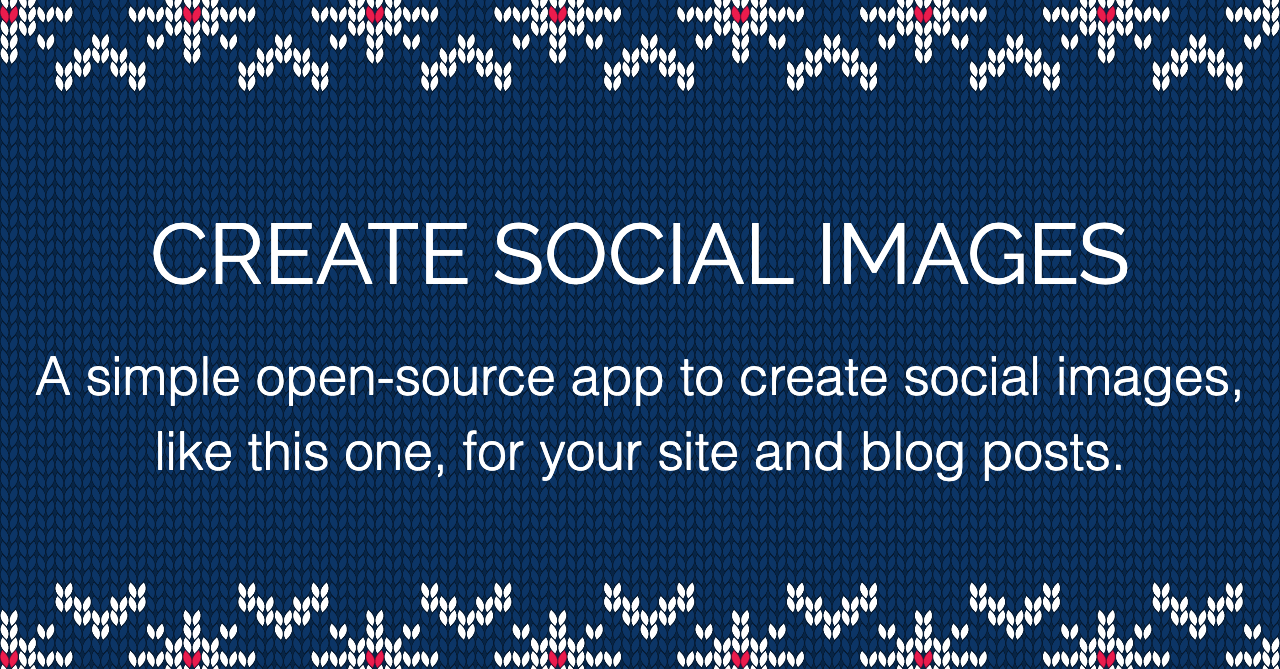 CREATE SOCIAL IMAGES
A simple open-source app to create social images,
like this one, for your site and blog posts.